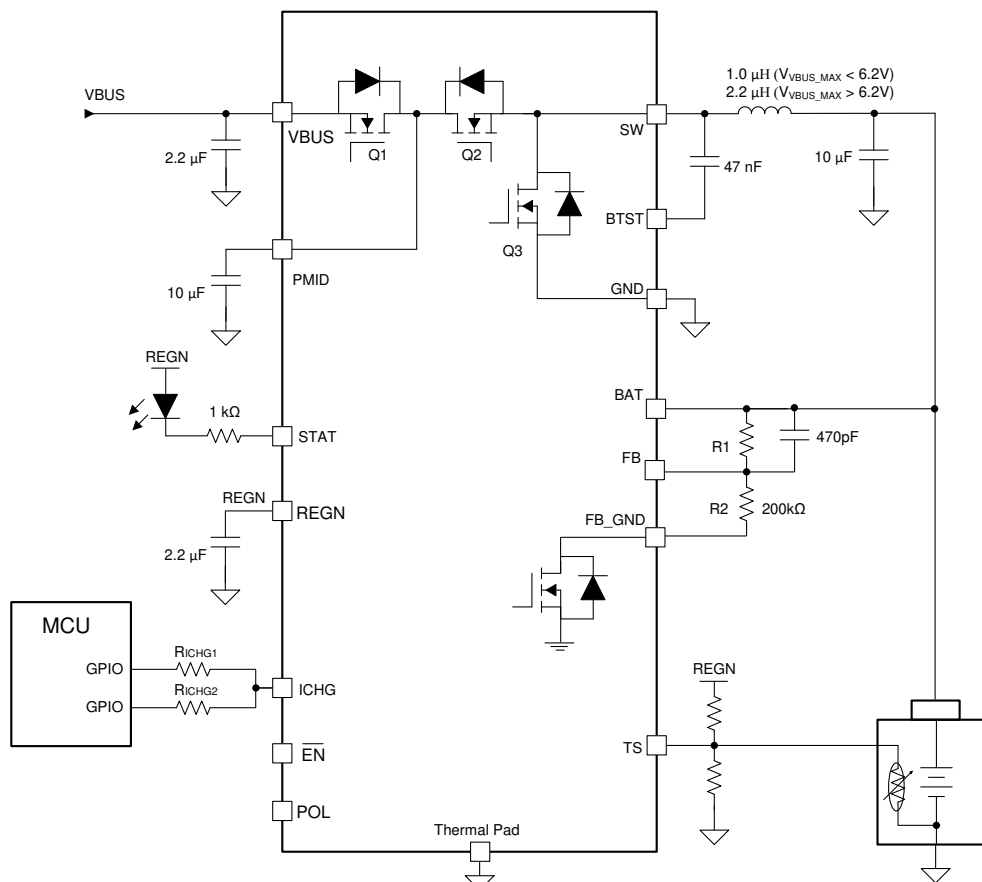 1.0 µH (VVBUS_MAX < 6.2V)
2.2 µH (VVBUS_MAX > 6.2V)
VBUS
VBUS
SW
Q1
Q2
2.2 µF
47 nF
10 µF
BTST
Q3
PMID
10 µF
GND
REGN
BAT
1 kΩ
STAT
R1
470pF
FB
REGN
REGN
R2
200kΩ
FB_GND
2.2 µF
MCU
GPIO
RICHG1
ICHG
GPIO
RICHG2
REGN
EN
TS
POL
Thermal Pad